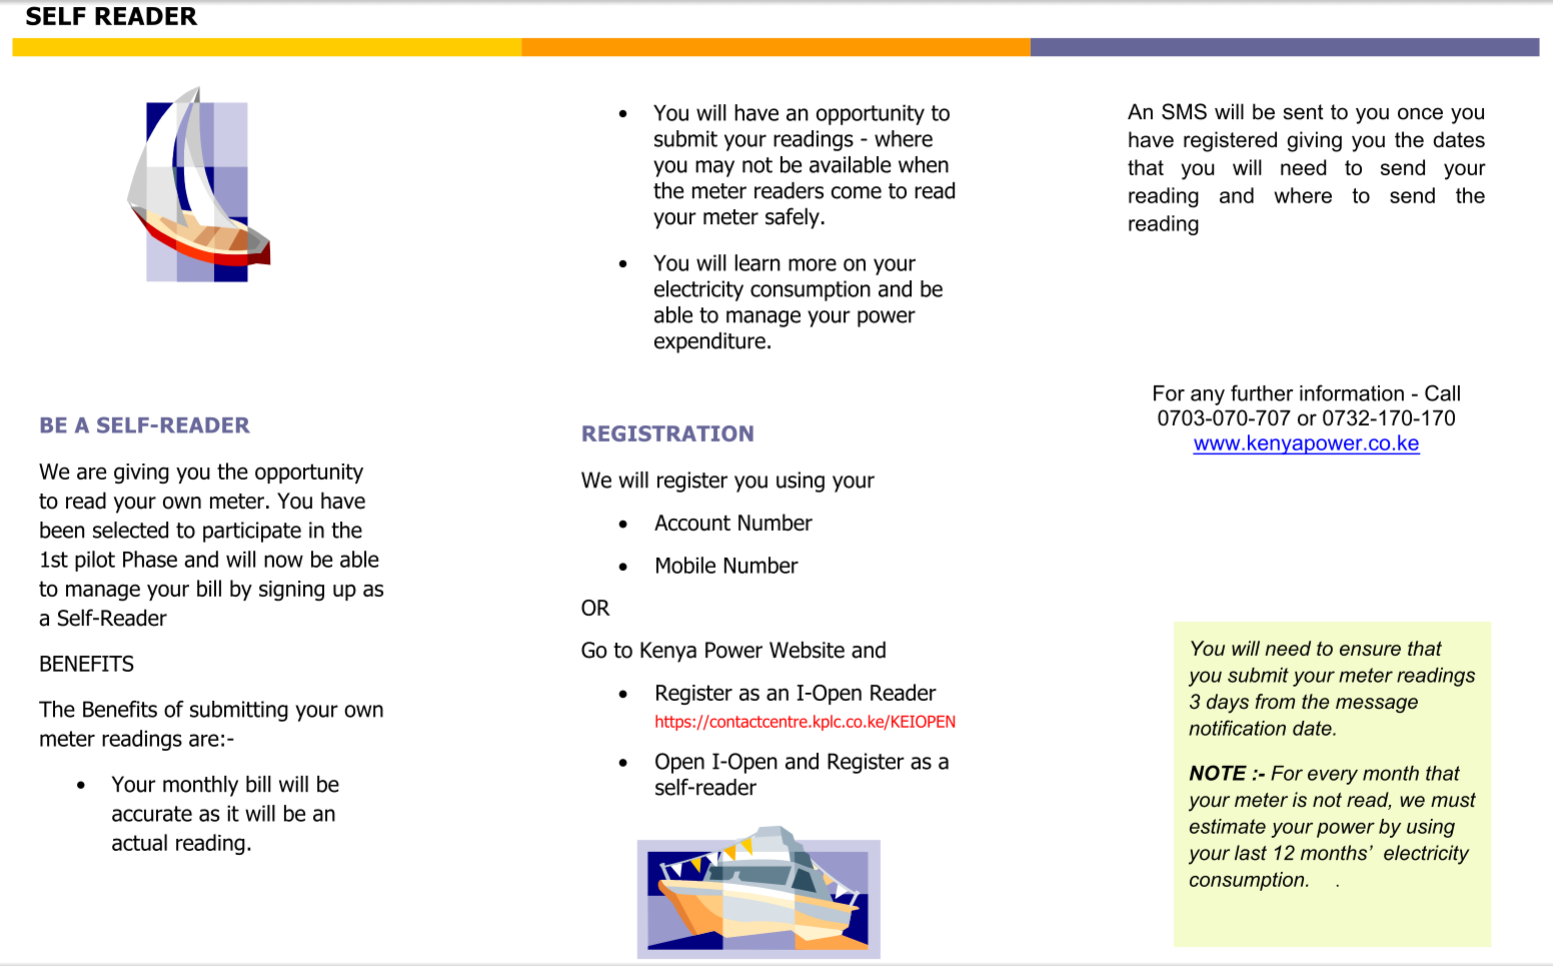 SELF READER
BE A SELF-READER
We are giving you the opportunity
to read your own meter. You have
been selected to participate in the
1st pilot Phase and will now be able
to manage your bill by signing up as
a Self-Reader
BENEFITS
The Benefits of submitting your own
meter readings are:-
• Your monthly bill will be
accurate as it will be an
actual reading.
• You will have an opportunity to
submit your readings - where
you may not be available when
the meter readers come to read
your meter safely.
• You will learn more on your
electricity consumption and be
able to manage your power
expenditure.
REGISTRATION
We will register you using your
• Account Number
• Mobile Number
OR
Go to Kenya Power Website and
• Register as an I-Open Reader
https://contactcentre.kplc.co.ke/KEIOPEN
• Open I-Open and Register as a
self-reader
An SMS will be sent to you once you
have registered giving you the dates
that you will need to send your
reading and where to send the
reading
For any further information - Call
0703-070-707 or 0732-170-170
www.kenyapower.co.ke
You will need to ensure that
you submit your meter readings
3 days from the message
notification date.
NOTE :- For every month that
your meter is not read, we must
estimate your power by using
your last 12 months’ electricity
consumption. .